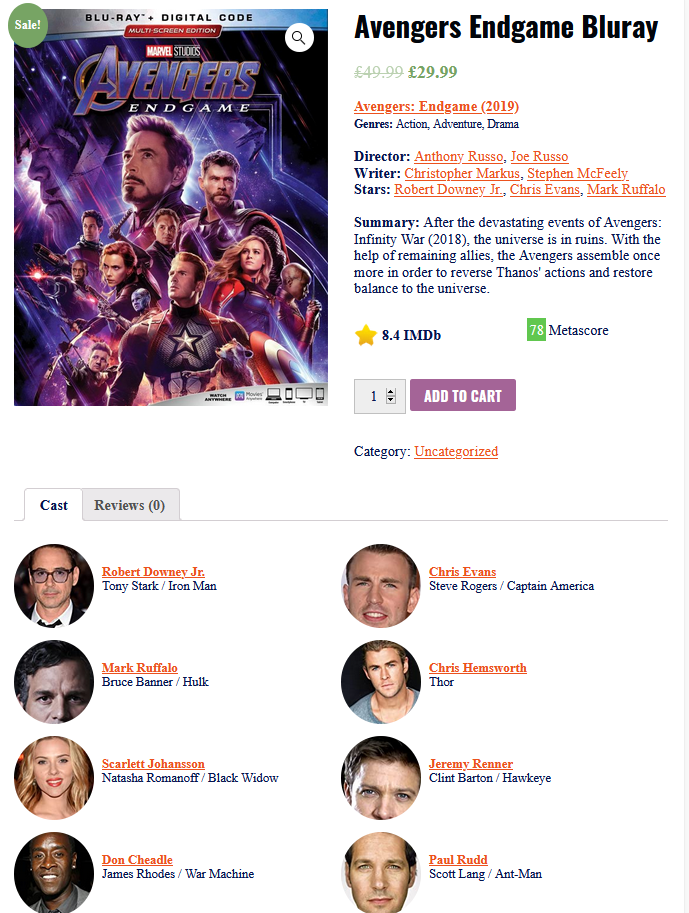 Sale!
BLU-RAY + DIGITAL CODE
MULTI-SCREEN EDITION
MARVEL STUDIOS
AVENGERS
ENDGAME
WATCH ANYWHERE
Movies Anywhere
Avengers Endgame Bluray
£49.99 £29.99
Avengers: Endgame (2019)
Genres: Action, Adventure, Drama
Director: Anthony Russo, Joe Russo
Writer: Christopher Markus, Stephen McFeely
Stars: Robert Downey Jr., Chris Evans, Mark Ruffalo
Summary: After the devastating events of Avengers:
Infinity War (2018), the universe is in ruins. With the
help of remaining allies, the Avengers assemble once
more in order to reverse Thanos' actions and restore
balance to the universe.
8.4 IMDb
78 Metascore
1
ADD TO CART
Category: Uncategorized
Cast
Reviews (0)
Robert Downey Jr.
Tony Stark / Iron Man
Chris Evans
Steve Rogers / Captain America
Mark Ruffalo
Bruce Banner / Hulk
Chris Hemsworth
Thor
Scarlett Johansson
Natasha Romanoff / Black Widow
Jeremy Renner
Clint Barton / Hawkeye
Don Cheadle
James Rhodes / War Machine
Paul Rudd
Scott Lang / Ant-Man